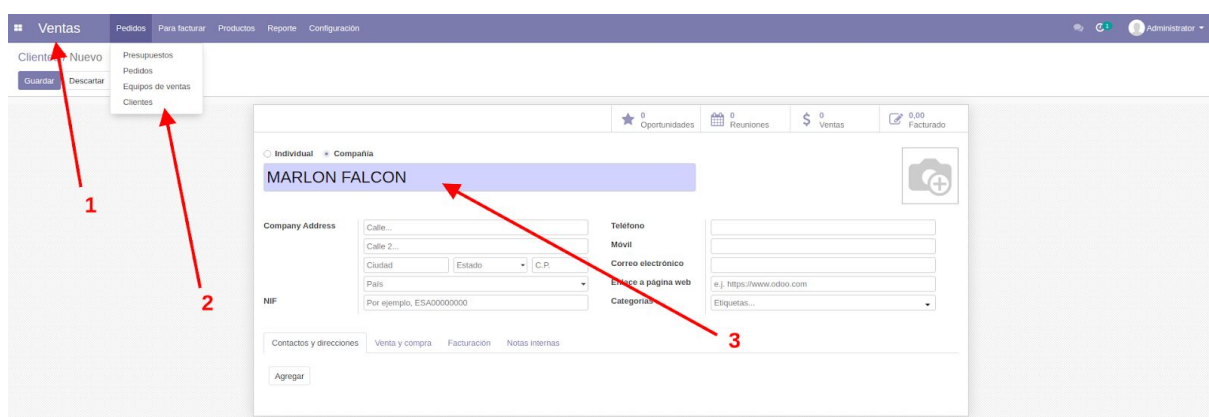 Ventas Pedidos Para facturar Productos Reporte Configuración 1 Administrator
Clientes / Nuevo
Guardar Descartar
Presupuestos
Pedidos
Equipos de ventas
Clientes
0 Oportunidades
0 Reuniones
0 Ventas
0,00 Facturado
Individual Compañía
MARLON FALCON
Company Address Calle...
Calle 2...
Ciudad Estado C.P.
País
NIF Por ejemplo, ESA00000000
Teléfono
Móvil
Correo electrónico
Enlace a página web e.j. https://www.odoo.com
Categorías Etiquetas...
Contactos y direcciones Venta y compra Facturación Notas internas
Agregar
1
2
3